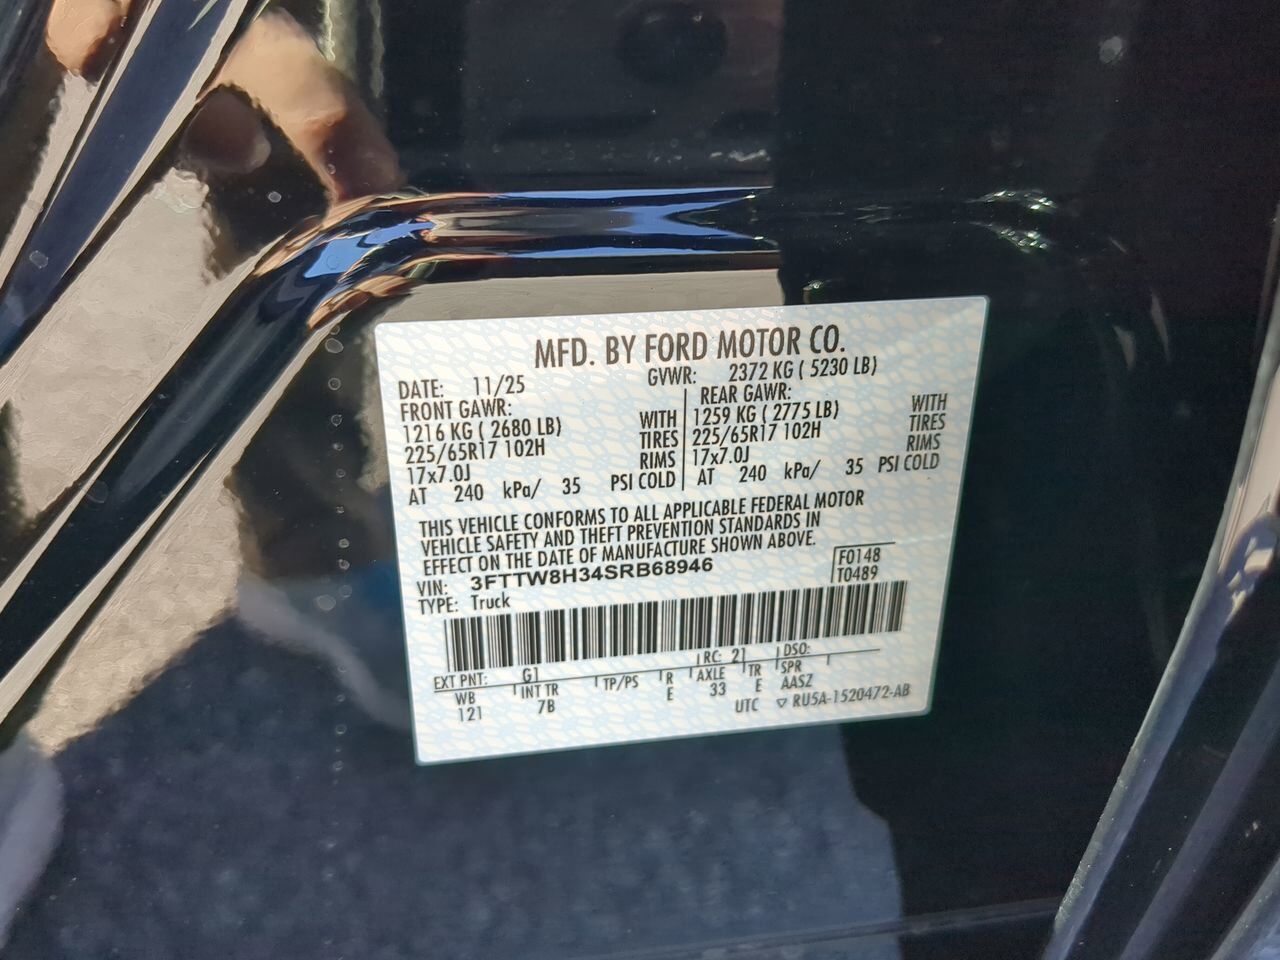 MFD. BY FORD MOTOR CO.
DATE: 11/25 GVWR: 2372 KG ( 5230 LB)
FRONT GAWR: REAR GAWR:
1216 KG ( 2680 LB) WITH 1259 KG ( 2775 LB) WITH
225/65R17 102H TIRES 225/65R17 102H TIRES
17x7.0J RIMS 17x7.0J RIMS
AT 240 kPa/ 35 PSI COLD AT 240 kPa/ 35 PSI COLD
THIS VEHICLE CONFORMS TO ALL APPLICABLE FEDERAL MOTOR
VEHICLE SAFETY AND THEFT PREVENTION STANDARDS IN
EFFECT ON THE DATE OF MANUFACTURE SHOWN ABOVE.
VIN: 3FTTW8H34SRB68946 F0148
TYPE: Truck T0489
EXT PNT: G1 RC: 21 DSO:
WB INT TR TP/PS R AXLE TR SPR
121 7B E 33 E AASZ
UTC ▽ RU5A-1520472-AB